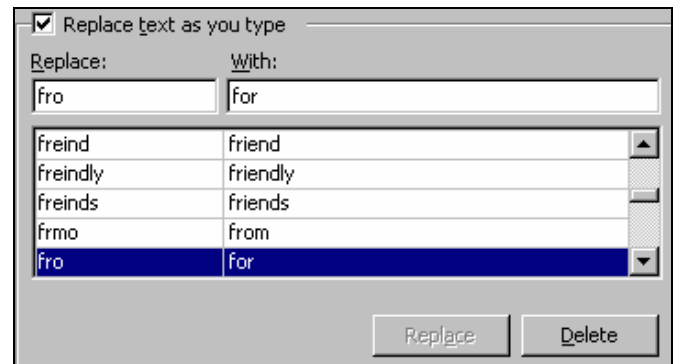 Replace text as you type
Replace: With:
fro for
freind friend
freindly friendly
freinds friends
frmo from
fro for
Replace Delete